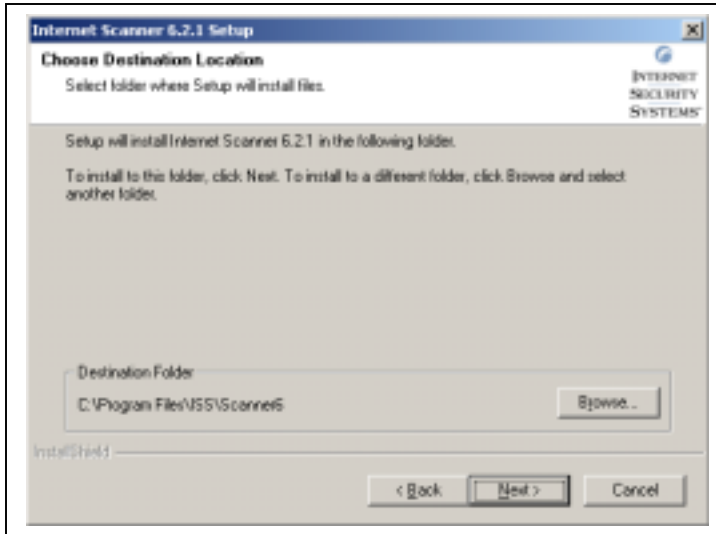 Internet Scanner 6.2.1 Setup
Choose Destination Location
Select folder where Setup will install files.
INTERNET
SECURITY
SYSTEMS
Setup will install Internet Scanner 6.2.1 in the following folder.
To install to this folder, click Next. To install to a different folder, click Browse and select
another folder.
Destination Folder
C:\Program Files\ISS\Scanner6
Browse...
InstallShield
< Back
Next >
Cancel